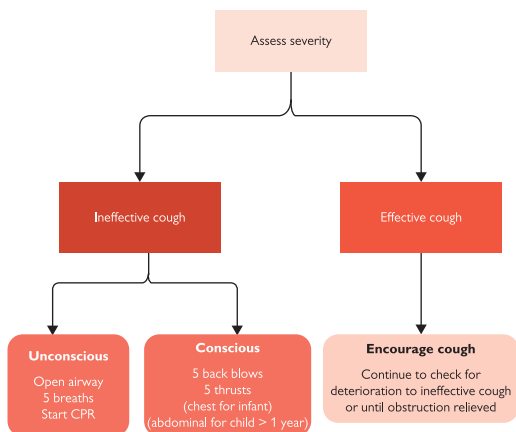 Assess severity
Ineffective cough
Effective cough
Unconscious
Open airway
5 breaths
Start CPR
Conscious
5 back blows
5 thrusts
(chest for infant)
(abdominal for child > 1 year)
Encourage cough
Continue to check for
deterioration to ineffective cough
or until obstruction relieved